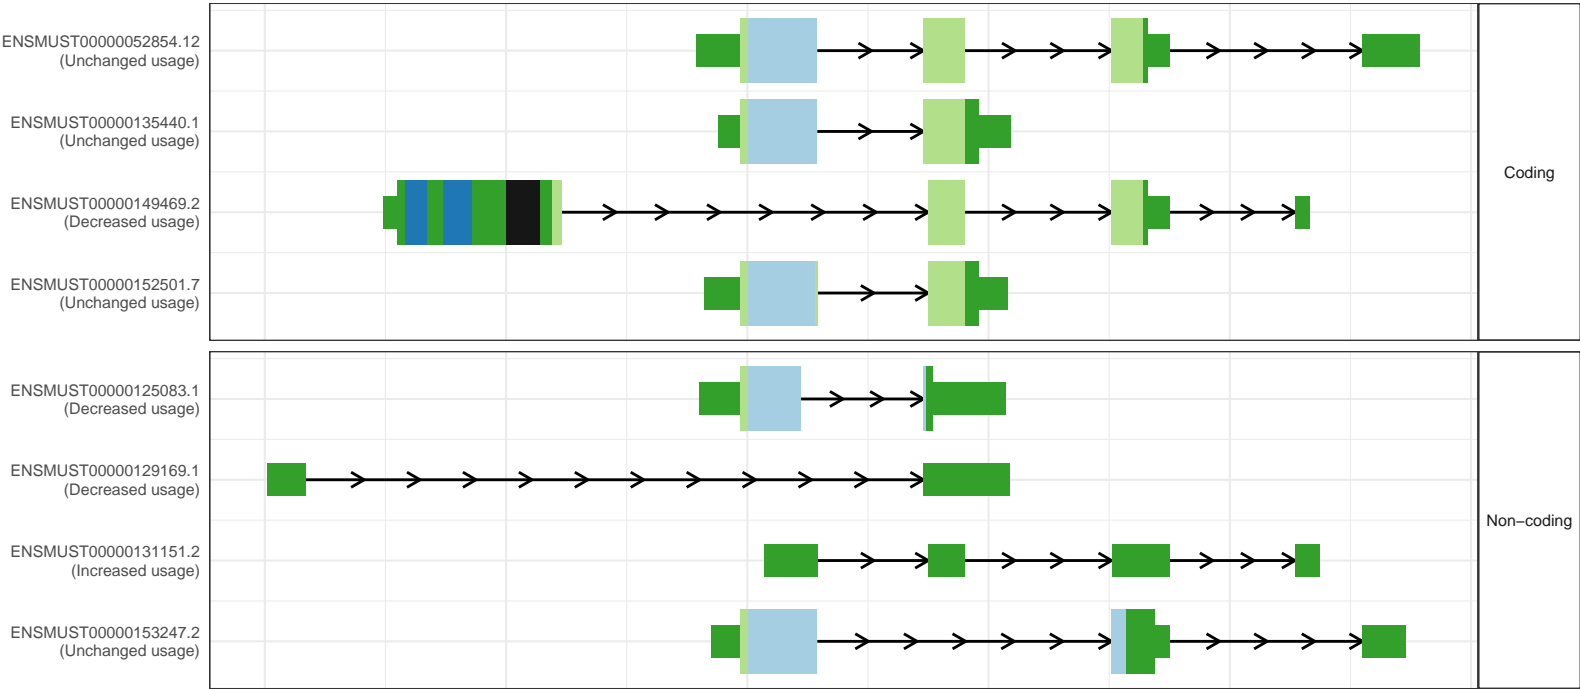 ENSMUST00000052854.12
(Unchanged usage)
ENSMUST00000135440.1
(Unchanged usage)
ENSMUST00000149469.2
(Decreased usage)
ENSMUST00000152501.7
(Unchanged usage)
Coding
ENSMUST00000125083.1
(Decreased usage)
ENSMUST00000129169.1
(Decreased usage)
ENSMUST00000131151.2
(Increased usage)
ENSMUST00000153247.2
(Unchanged usage)
Non−coding